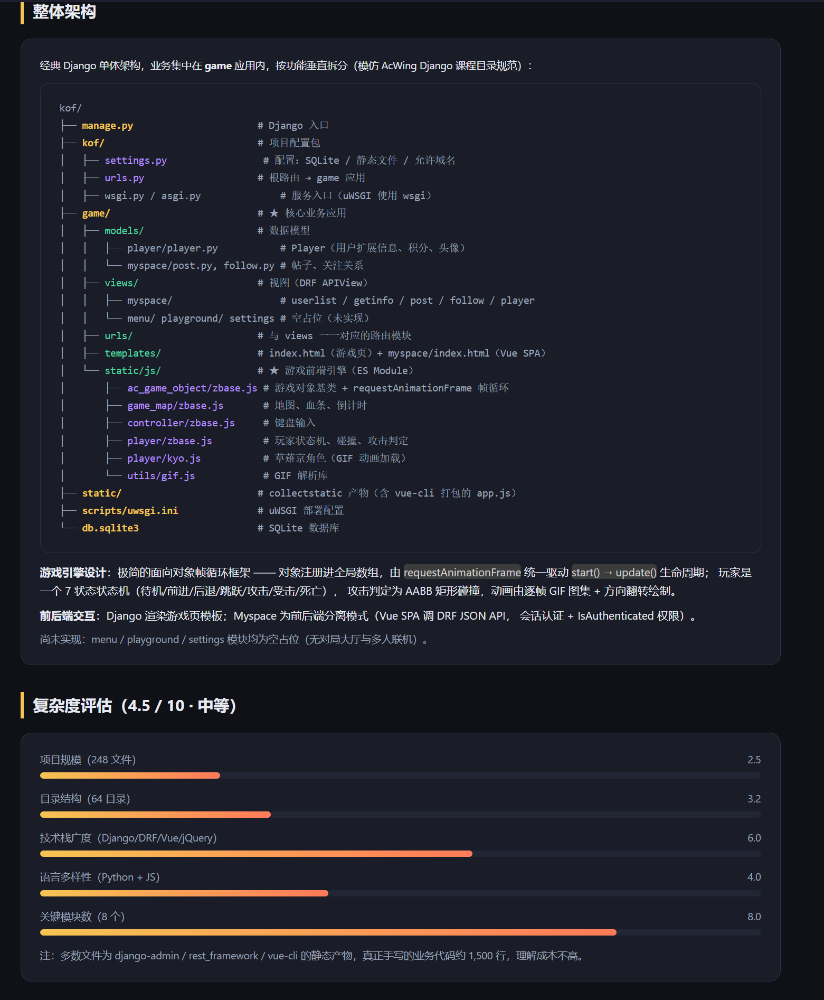 整体架构
经典 Django 单体架构，业务集中在 game 应用内，按功能垂直拆分（模仿 AcWing Django 课程目录规范）：
kof/
├── manage.py # Django 入口
├── kof/ # 项目配置包
│ ├── settings.py # 配置：SQLite / 静态文件 / 允许域名
│ ├── urls.py # 根路由 → game 应用
│ ├── wsgi.py / asgi.py # 服务入口（uWSGI 使用 wsgi）
├── game/ # ★ 核心业务应用
│ ├── models/ # 数据模型
│ │ ├── player/player.py # Player（用户扩展信息、积分、头像）
│ │ └── myspace/post.py, follow.py # 帖子、关注关系
│ ├── views/ # 视图（DRF APIView）
│ │ ├── myspace/ # userlist / getinfo / post / follow / player
│ │ └── menu/ playground/ settings # 空占位（未实现）
│ ├── urls/ # 与 views 一一对应的路由模块
│ ├── templates/ # index.html（游戏页）+ myspace/index.html（Vue SPA）
│ └── static/js/ # ★ 游戏前端引擎（ES Module）
│ ├── ac_game_object/zbase.js # 游戏对象基类 + requestAnimationFrame 帧循环
│ ├── game_map/zbase.js # 地图、血条、倒计时
│ ├── controller/zbase.js # 键盘输入
│ ├── player/zbase.js # 玩家状态机、碰撞、攻击判定
│ ├── player/kyo.js # 草薙京角色（GIF 动画加载）
│ └── utils/gif.js # GIF 解析库
├── static/ # collectstatic 产物（含 vue-cli 打包的 app.js）
├── scripts/uwsgi.ini # uWSGI 部署配置
└── db.sqlite3 # SQLite 数据库
游戏引擎设计：极简的面向对象帧循环框架 —— 对象注册进全局数组，由 requestAnimationFrame 统一驱动 start() → update() 生命周期； 玩家是
一个 7 状态状态机（待机/前进/后退/跳跃/攻击/受击/死亡）， 攻击判定为 AABB 矩形碰撞，动画由逐帧 GIF 图集 + 方向翻转绘制。
前后端交互：Django 渲染游戏页模板；Myspace 为前后端分离模式（Vue SPA 调 DRF JSON API， 会话认证 + IsAuthenticated 权限）。
尚未实现：menu / playground / settings 模块均为空占位（无对局大厅与多人联机）。
复杂度评估（4.5 / 10 · 中等）
项目规模（248 文件） 2.5
目录结构（64 目录） 3.2
技术栈广度（Django/DRF/Vue/jQuery） 6.0
语言多样性（Python + JS） 4.0
关键模块数（8 个） 8.0
注：多数文件为 django-admin / rest_framework / vue-cli 的静态产物，真正手写的业务代码约 1,500 行，理解成本不高。